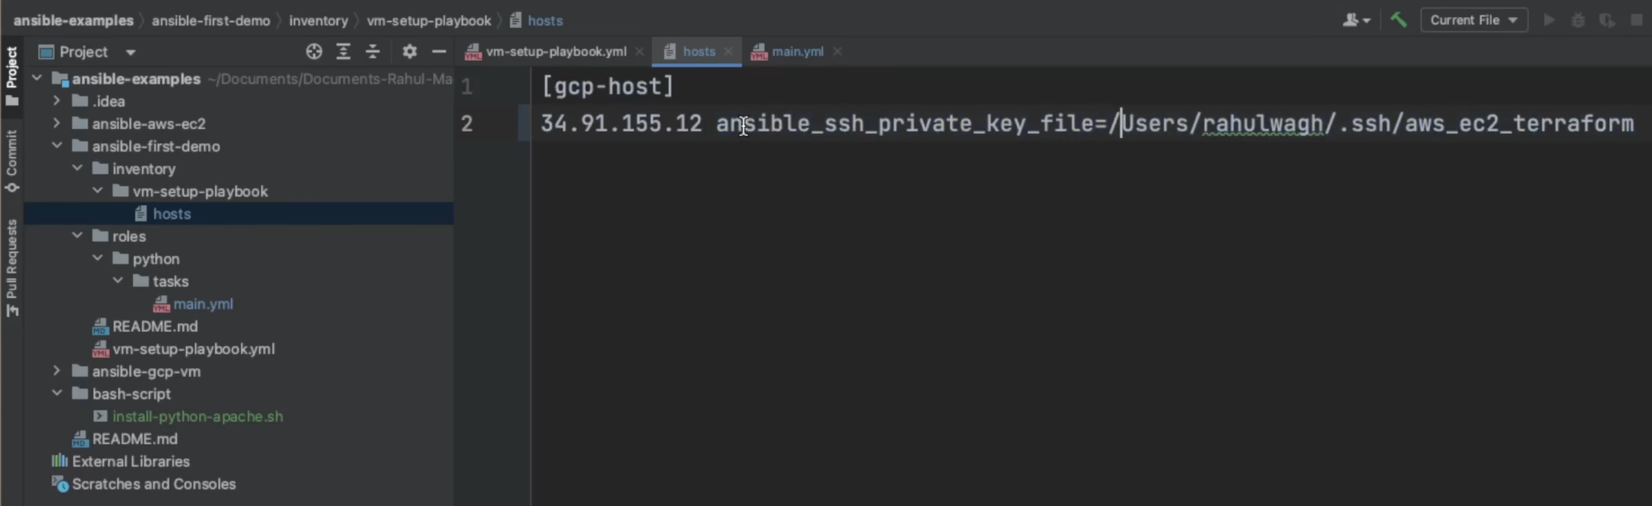 ansible-examples ansible-first-demo inventory vm-setup-playbook hosts Current File
Project vm-setup-playbook.yml hosts main.yml
Project
Commit
Pull Requests
ansible-examples ~/Documents/Documents-Rahul-Ma
.idea
ansible-aws-ec2
ansible-first-demo
inventory
vm-setup-playbook
hosts
roles
python
tasks
main.yml
README.md
vm-setup-playbook.yml
ansible-gcp-vm
bash-script
install-python-apache.sh
README.md
External Libraries
Scratches and Consoles
1 [gcp-host]
2 34.91.155.12 ansible_ssh_private_key_file=/Users/rahulwagh/.ssh/aws_ec2_terraform